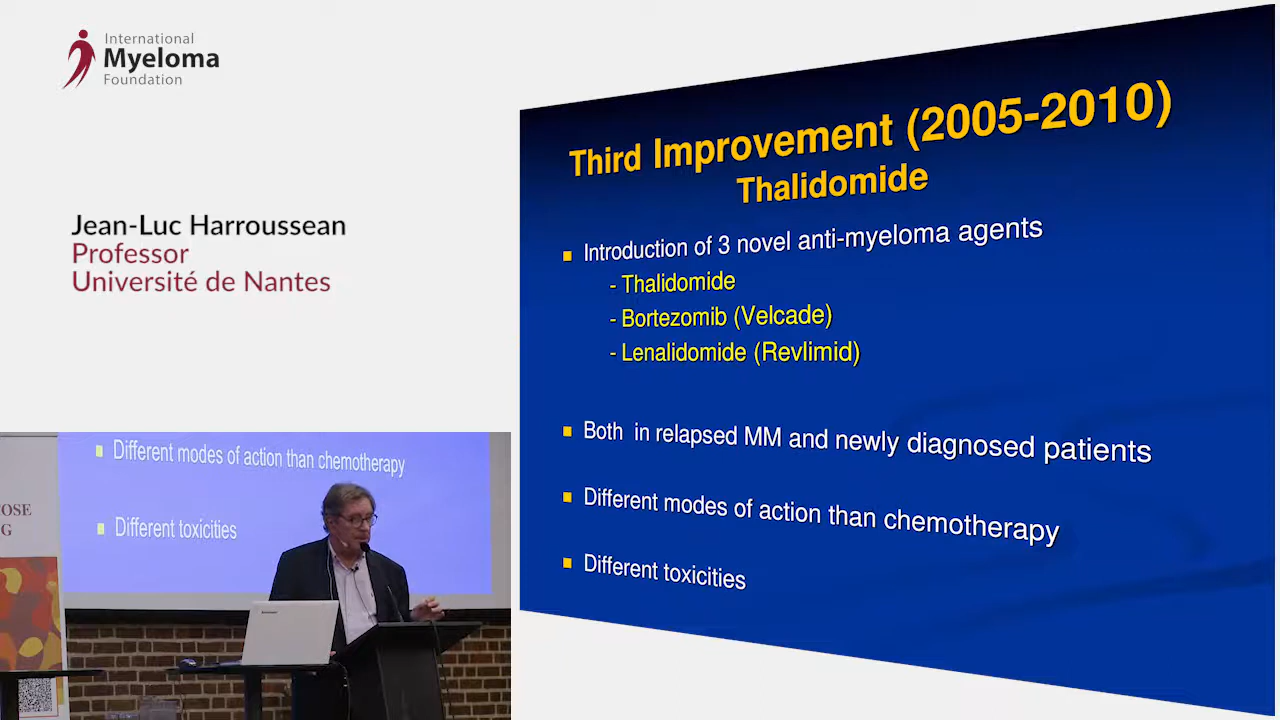 International
Myeloma
Foundation
Jean-Luc Harroussean
Professor
Université de Nantes
Third Improvement (2005-2010)
Thalidomide
Introduction of 3 novel anti-myeloma agents
- Thalidomide
- Bortezomib (Velcade)
- Lenalidomide (Revlimid)
Both in relapsed MM and newly diagnosed patients
Different modes of action than chemotherapy
Different toxicities
Different modes of action than chemotherapy
Different toxicities
OSE
G